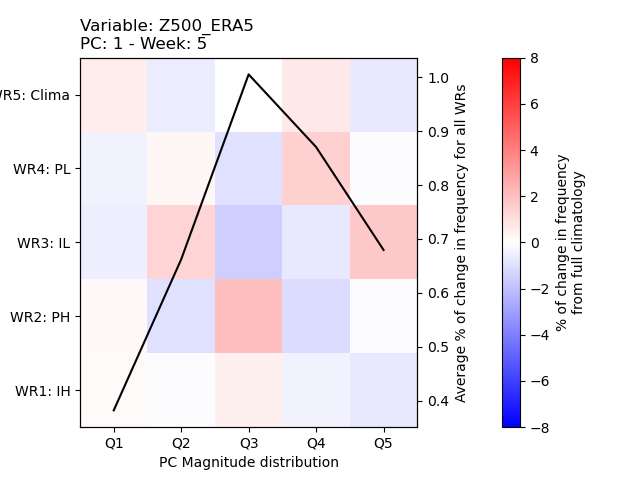 Variable: Z500_ERA5
PC: 1 - Week: 5
WR5: Clima
WR4: PL
WR3: IL
WR2: PH
WR1: IH
Q1 Q2 Q3 Q4 Q5
PC Magnitude distribution
1.0
0.9
0.8
0.7
0.6
0.5
0.4
Average % of change in frequency for all WRs
8
6
4
2
0
−2
−4
−6
−8
% of change in frequency
from full climatology